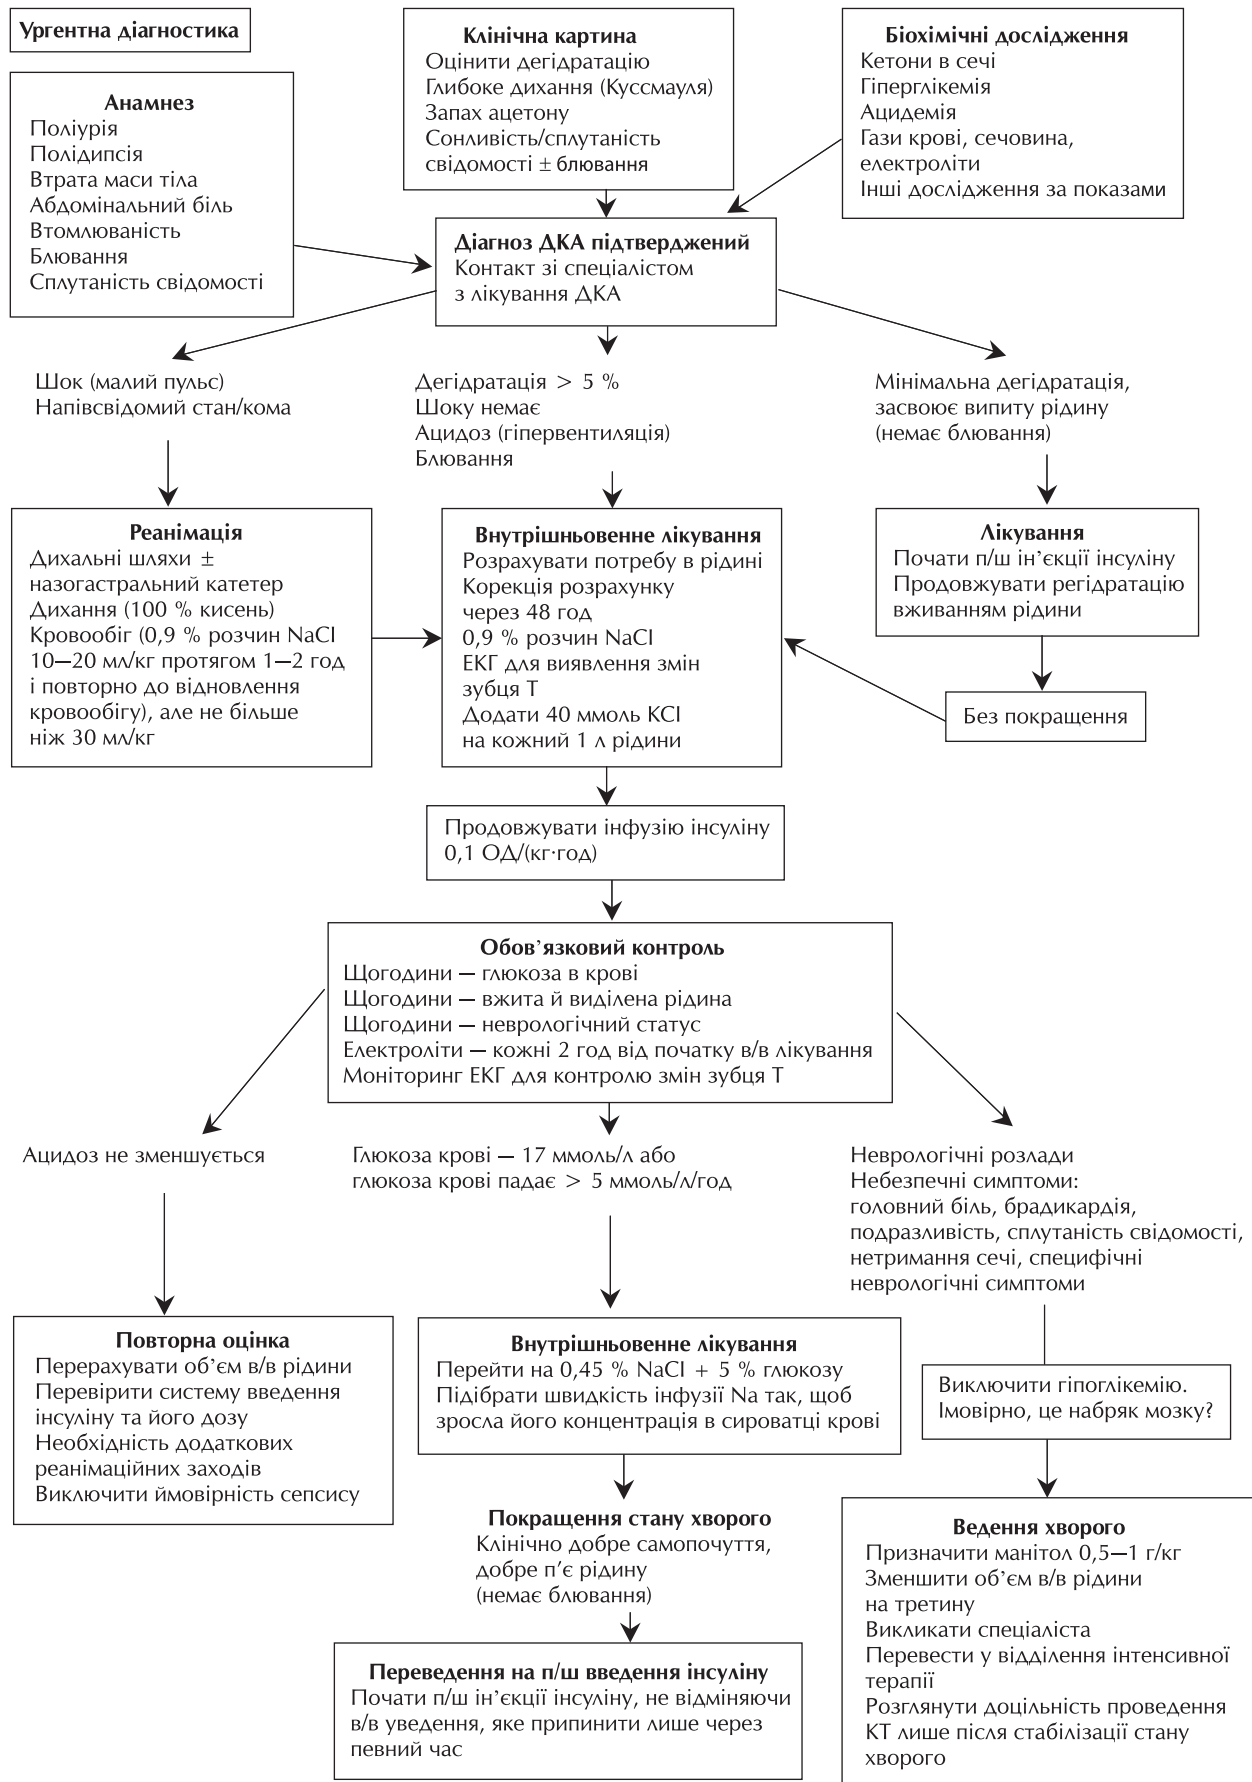 Ургентна діагностика
Анамнез
Поліурія
Полідипсія
Втрата маси тіла
Абдомінальний біль
Втомлюваність
Блювання
Сплутаність свідомості
Клінічна картина
Оцінити дегідратацію
Глибоке дихання (Куссмауля)
Запах ацетону
Сонливість/сплутаність
свідомості ± блювання
Біохімічні дослідження
Кетони в сечі
Гіперглікемія
Ацидемія
Гази крові, сечовина,
електроліти
Інші дослідження за показами
Діагноз ДКА підтверджений
Контакт зі спеціалістом
з лікування ДКА
Шок (малий пульс)
Напівсвідомий стан/кома
Дегідратація > 5 %
Шоку немає
Ацидоз (гіпервентиляція)
Блювання
Мінімальна дегідратація,
засвоює випиту рідину
(немає блювання)
Реанімація
Дихальні шляхи ±
назогастральний катетер
Дихання (100 % кисень)
Кровообіг (0,9 % розчин NaCl
10—20 мл/кг протягом 1—2 год
і повторно до відновлення
кровообігу), але не більше
ніж 30 мл/кг
Внутрішньовенне лікування
Розрахувати потребу в рідині
Корекція розрахунку
через 48 год
0,9 % розчин NaCl
ЕКГ для виявлення змін
зубця Т
Додати 40 ммоль KCl
на кожний 1 л рідини
Лікування
Почати п/ш ін’єкції інсуліну
Продовжувати регідратацію
вживанням рідини
Без покращення
Продовжувати інфузію інсуліну
0,1 ОД/(кг·год)
Обов’язковий контроль
Щогодини — глюкоза в крові
Щогодини — вжита й виділена рідина
Щогодини — неврологічний статус
Електроліти — кожні 2 год від початку в/в лікування
Моніторинг ЕКГ для контролю змін зубця Т
Ацидоз не зменшується
Глюкоза крові — 17 ммоль/л або
глюкоза крові падає > 5 ммоль/л/год
Неврологічні розлади
Небезпечні симптоми:
головний біль, брадикардія,
подразливість, сплутаність свідомості,
нетримання сечі, специфічні
неврологічні симптоми
Повторна оцінка
Перерахувати об’єм в/в рідини
Перевірити систему введення
інсуліну та його дозу
Необхідність додаткових
реанімаційних заходів
Виключити ймовірність сепсису
Внутрішньовенне лікування
Перейти на 0,45 % NaCl + 5 % глюкозу
Підібрати швидкість інфузії Na так, щоб
зросла його концентрація в сироватці крові
Виключити гіпоглікемію.
Імовірно, це набряк мозку?
Покращення стану хворого
Клінічно добре самопочуття,
добре п’є рідину
(немає блювання)
Переведення на п/ш введення інсуліну
Почати п/ш ін’єкції інсуліну, не відміняючи
в/в уведення, яке припинити лише через
певний час
Ведення хворого
Призначити манітол 0,5—1 г/кг
Зменшити об’єм в/в рідини
на третину
Викликати спеціаліста
Перевести у відділення інтенсивної
терапії
Розглянути доцільність проведення
КТ лише після стабілізації стану
хворого